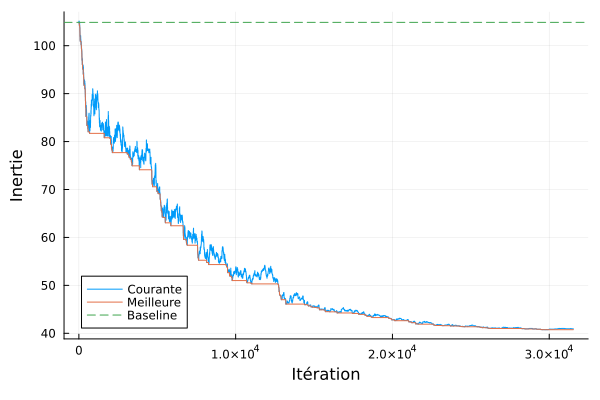 Inertie
100
90
80
70
60
50
40
Courante
Meilleure
Baseline
0
1.0×10⁴
2.0×10⁴
3.0×10⁴
Itération